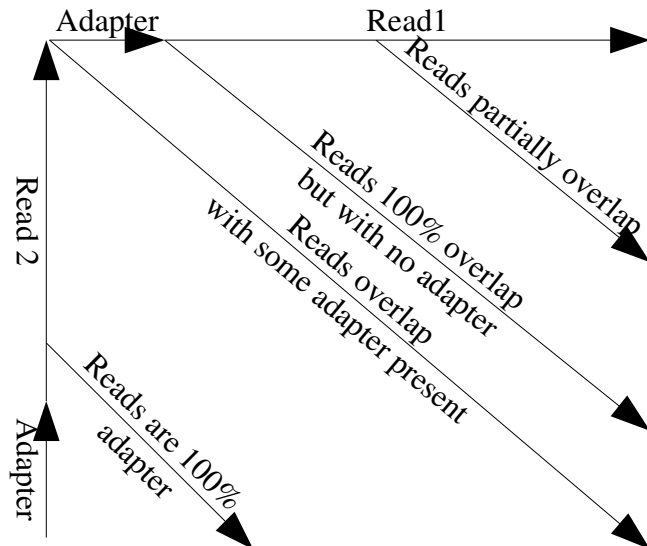 Adapter
Read1
Reads partially overlap
Reads 100% overlap
but with no adapter
Reads overlap
with some adapter present
Read 2
Reads are 100%
adapter
Adapter